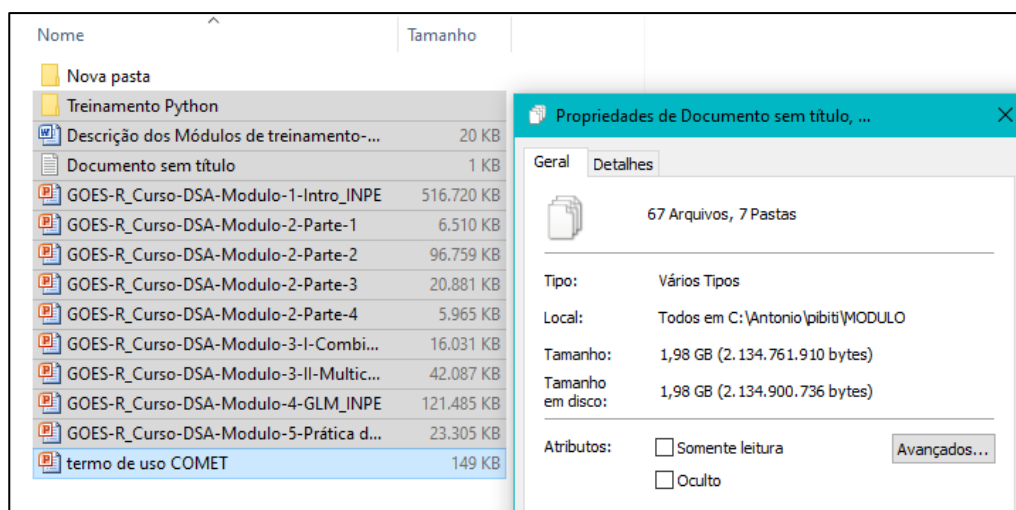 Nome Tamanho
Nova pasta
Treinamento Python
Descrição dos Módulos de treinamento-... 20 KB
Documento sem título 1 KB
GOES-R_Curso-DSA-Modulo-1-Intro_INPE 516.720 KB
GOES-R_Curso-DSA-Modulo-2-Parte-1 6.510 KB
GOES-R_Curso-DSA-Modulo-2-Parte-2 96.759 KB
GOES-R_Curso-DSA-Modulo-2-Parte-3 20.881 KB
GOES-R_Curso-DSA-Modulo-2-Parte-4 5.965 KB
GOES-R_Curso-DSA-Modulo-3-I-Combi... 16.031 KB
GOES-R_Curso-DSA-Modulo-3-II-Multic... 42.087 KB
GOES-R_Curso-DSA-Modulo-4-GLM_INPE 121.485 KB
GOES-R_Curso-DSA-Modulo-5-Prática d... 23.305 KB
termo de uso COMET 149 KB
Propriedades de Documento sem título, ...
Geral Detalhes
67 Arquivos, 7 Pastas
Tipo: Vários Tipos
Local: Todos em C:\Antonio\pibiti\MODULO
Tamanho: 1,98 GB (2.134.761.910 bytes)
Tamanho
em disco: 1,98 GB (2.134.900.736 bytes)
Atributos: Somente leitura Avançados...
Oculto